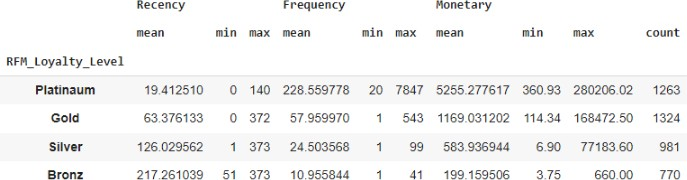 Recency Frequency Monetary
mean min max mean min max mean min max count
RFM_Loyalty_Level
Platinaum 19.412510 0 140 228.559778 20 7847 5255.277617 360.93 280206.02 1263
Gold 63.376133 0 372 57.959970 1 543 1169.031202 114.34 168472.50 1324
Silver 126.029562 1 373 24.503568 1 99 583.936944 6.90 77183.60 981
Bronz 217.261039 51 373 10.955844 1 41 199.159506 3.75 660.00 770